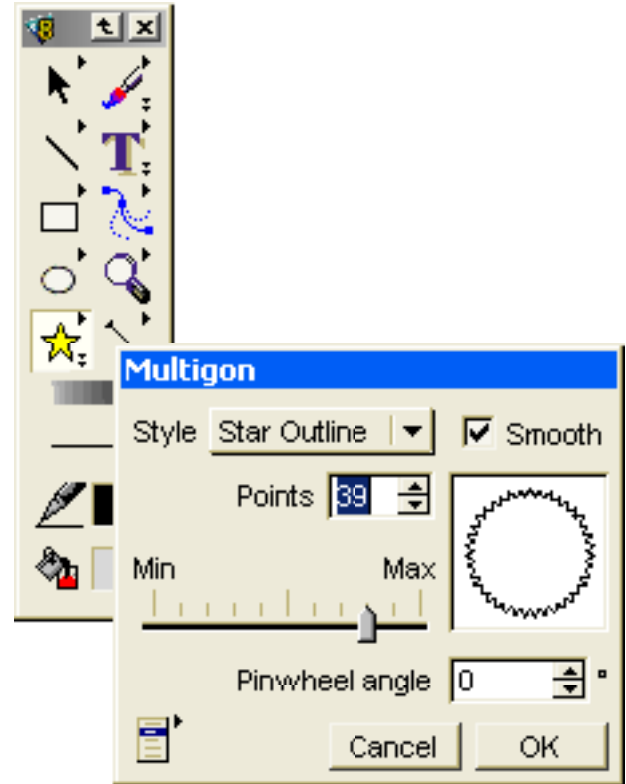 Multigon
Style Star Outline Smooth
Points 39
Min Max
Pinwheel angle 0 °
Cancel OK